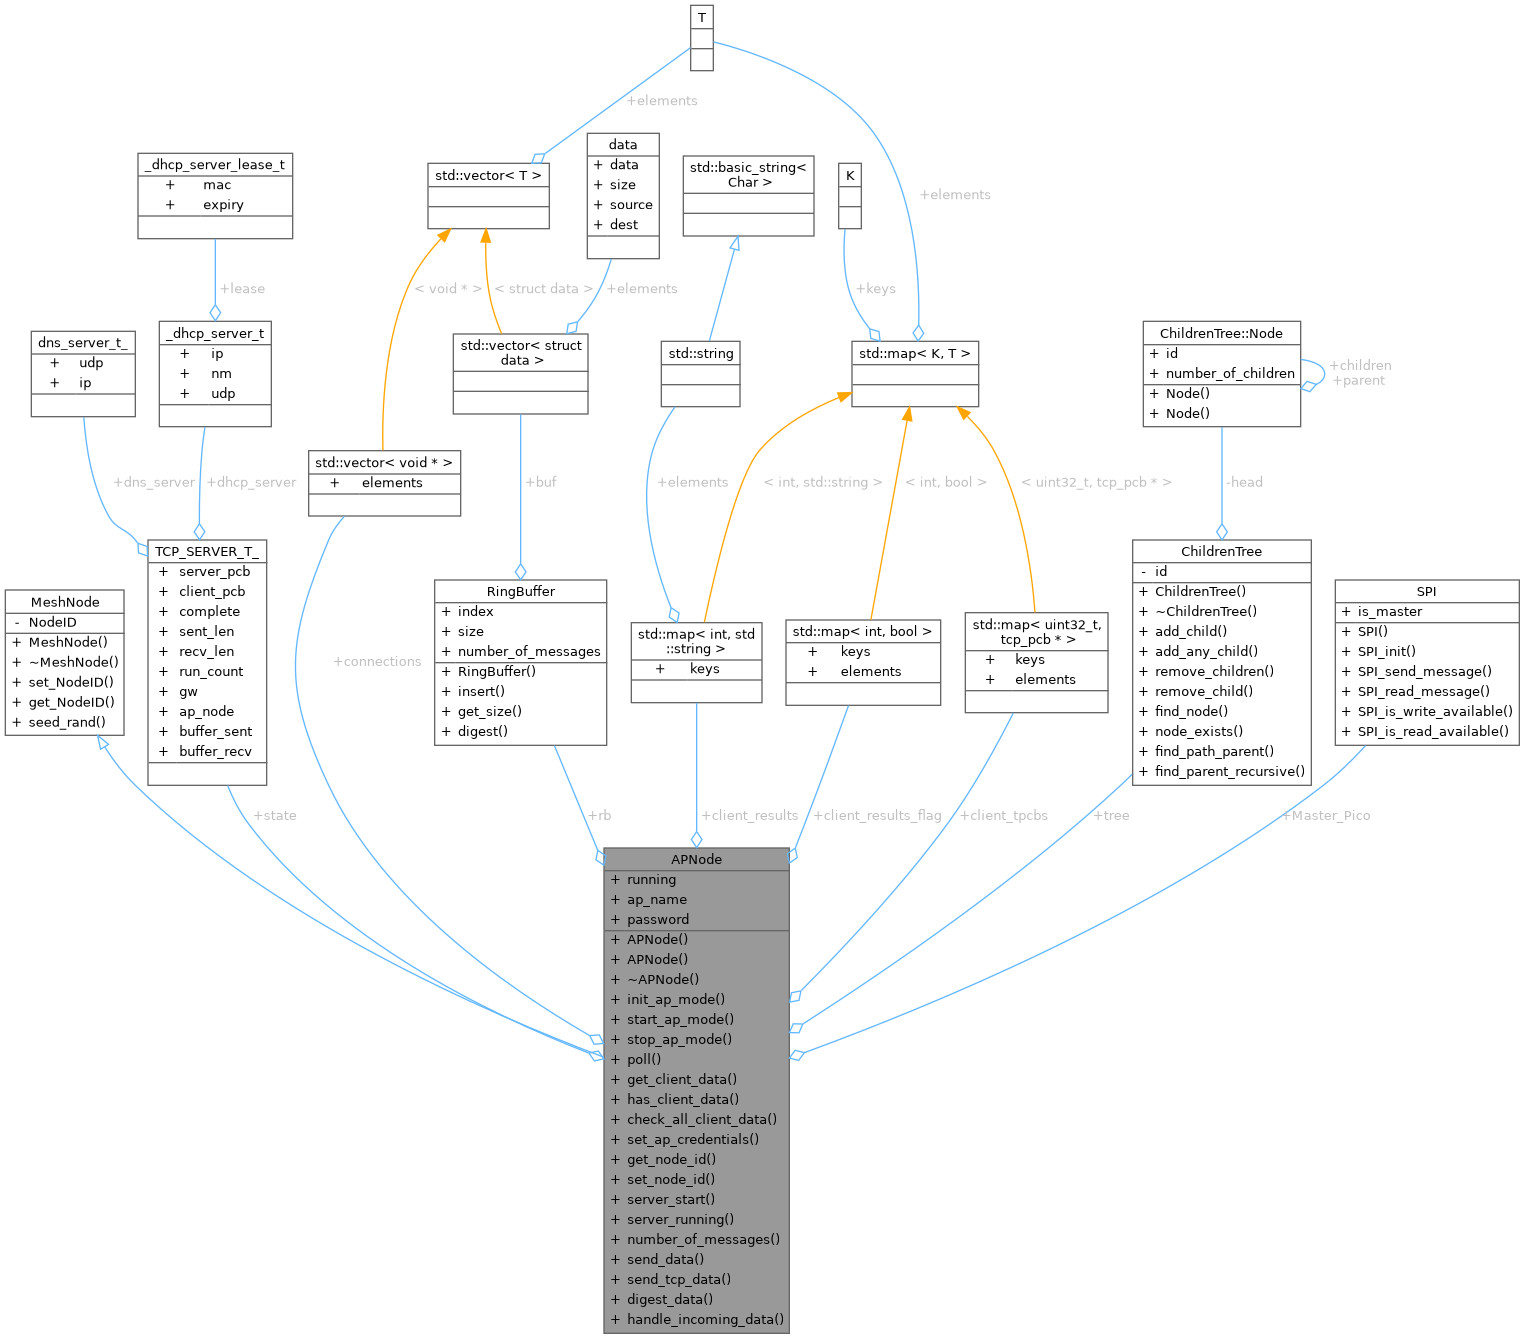 T
+elements
_dhcp_server_lease_t
+ mac
+ expiry
std::vector< T >
data
+ data
+ size
+ source
+ dest
std::basic_string<
Char >
K
+elements
+lease
< void * >
< struct data >
+elements
+keys
dns_server_t_
+ udp
+ ip
_dhcp_server_t
+ ip
+ nm
+ udp
std::vector< struct
data >
std::string
std::map< K, T >
ChildrenTree::Node
+ id
+ number_of_children
+ Node()
+ Node()
+children
+parent
std::vector< void * >
+ elements
+dns_server
+dhcp_server
+buf
+elements
< int, std::string >
< int, bool >
< uint32_t, tcp_pcb * >
-head
MeshNode
- NodeID
+ MeshNode()
+ ~MeshNode()
+ set_NodeID()
+ get_NodeID()
+ seed_rand()
TCP_SERVER_T_
+ server_pcb
+ client_pcb
+ complete
+ sent_len
+ recv_len
+ run_count
+ gw
+ ap_node
+ buffer_sent
+ buffer_recv
+connections
RingBuffer
+ index
+ size
+ number_of_messages
+ RingBuffer()
+ insert()
+ get_size()
+ digest()
std::map< int, std
::string >
+ keys
std::map< int, bool >
+ keys
+ elements
std::map< uint32_t,
tcp_pcb * >
+ keys
+ elements
ChildrenTree
- id
+ ChildrenTree()
+ ~ChildrenTree()
+ add_child()
+ add_any_child()
+ remove_children()
+ remove_child()
+ find_node()
+ node_exists()
+ find_path_parent()
+ find_parent_recursive()
SPI
+ is_master
+ SPI()
+ SPI_init()
+ SPI_send_message()
+ SPI_read_message()
+ SPI_is_write_available()
+ SPI_is_read_available()
+state
+rb
+client_results
+client_results_flag
+client_tpcbs
+tree
+Master_Pico
APNode
+ running
+ ap_name
+ password
+ APNode()
+ APNode()
+ ~APNode()
+ init_ap_mode()
+ start_ap_mode()
+ stop_ap_mode()
+ poll()
+ get_client_data()
+ has_client_data()
+ check_all_client_data()
+ set_ap_credentials()
+ get_node_id()
+ set_node_id()
+ server_start()
+ server_running()
+ number_of_messages()
+ send_data()
+ send_tcp_data()
+ digest_data()
+ handle_incoming_data()